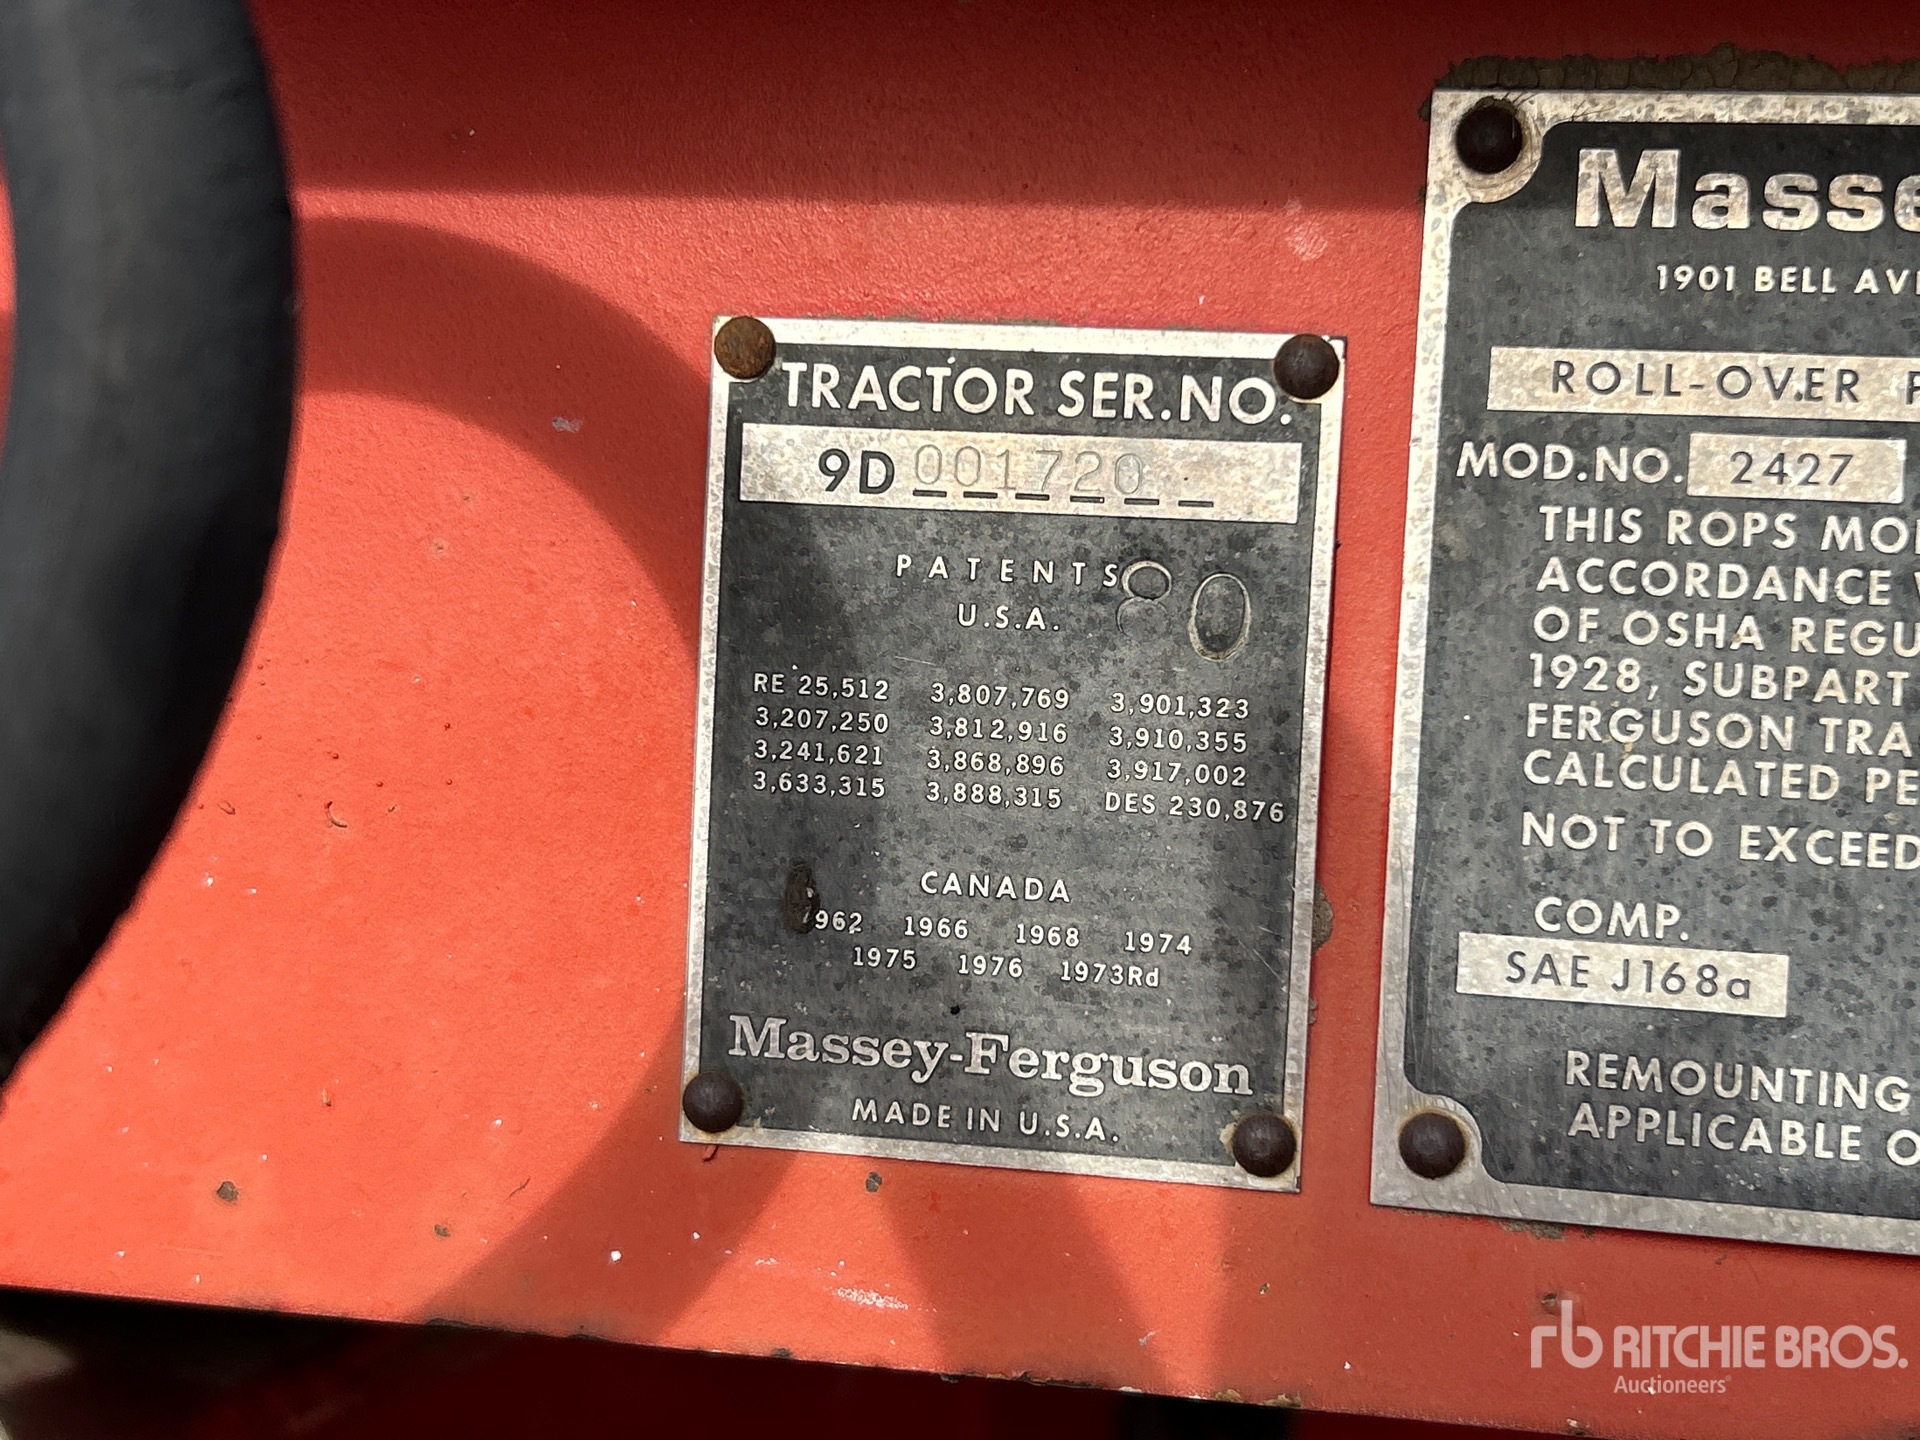 TRACTOR SER.NO.
9D 001720
PATENTS 80
U.S.A.
RE 25,512 3,807,769 3,901,323
3,207,250 3,812,916 3,910,355
3,241,621 3,868,896 3,917,002
3,633,315 3,888,315 DES 230,876
CANADA
1962 1966 1968 1974
1975 1976 1973Rd
Massey-Ferguson
MADE IN U.S.A.
Masse
1901 BELL AV
ROLL-OVER P
MOD.NO. 2427
THIS ROPS MO
ACCORDANCE
OF OSHA REGU
1928, SUBPART
FERGUSON TRA
CALCULATED PE
NOT TO EXCEED
COMP.
SAE J168a
REMOUNTING
APPLICABLE O
rb RITCHIE BROS.
Auctioneers